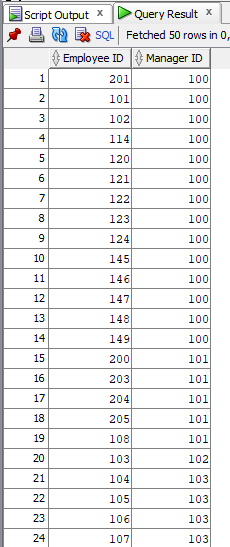 Script Output x Query Result x
SQL Fetched 50 rows in 0,
Employee ID Manager ID
1 201 100
2 101 100
3 102 100
4 114 100
5 120 100
6 121 100
7 122 100
8 123 100
9 124 100
10 145 100
11 146 100
12 147 100
13 148 100
14 149 100
15 200 101
16 203 101
17 204 101
18 205 101
19 108 101
20 103 102
21 104 103
22 105 103
23 106 103
24 107 103